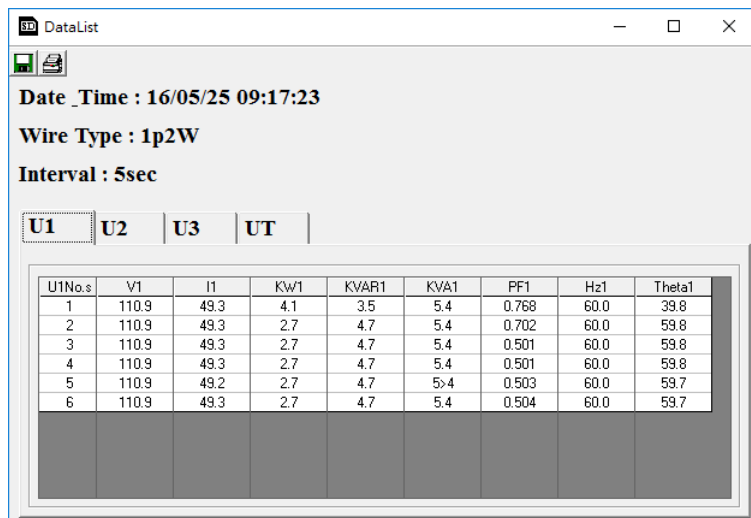 SD DataList
Date_Time : 16/05/25 09:17:23
Wire Type : 1p2W
Interval : 5sec
U1 U2 U3 UT
U1No.s V1 I1 KW1 KVAR1 KVA1 PF1 Hz1 Theta1
1 110.9 49.3 4.1 3.5 5.4 0.768 60.0 39.8
2 110.9 49.3 2.7 4.7 5.4 0.702 60.0 59.8
3 110.9 49.3 2.7 4.7 5.4 0.501 60.0 59.8
4 110.9 49.3 2.7 4.7 5.4 0.501 60.0 59.8
5 110.9 49.2 2.7 4.7 5>4 0.503 60.0 59.7
6 110.9 49.3 2.7 4.7 5.4 0.504 60.0 59.7